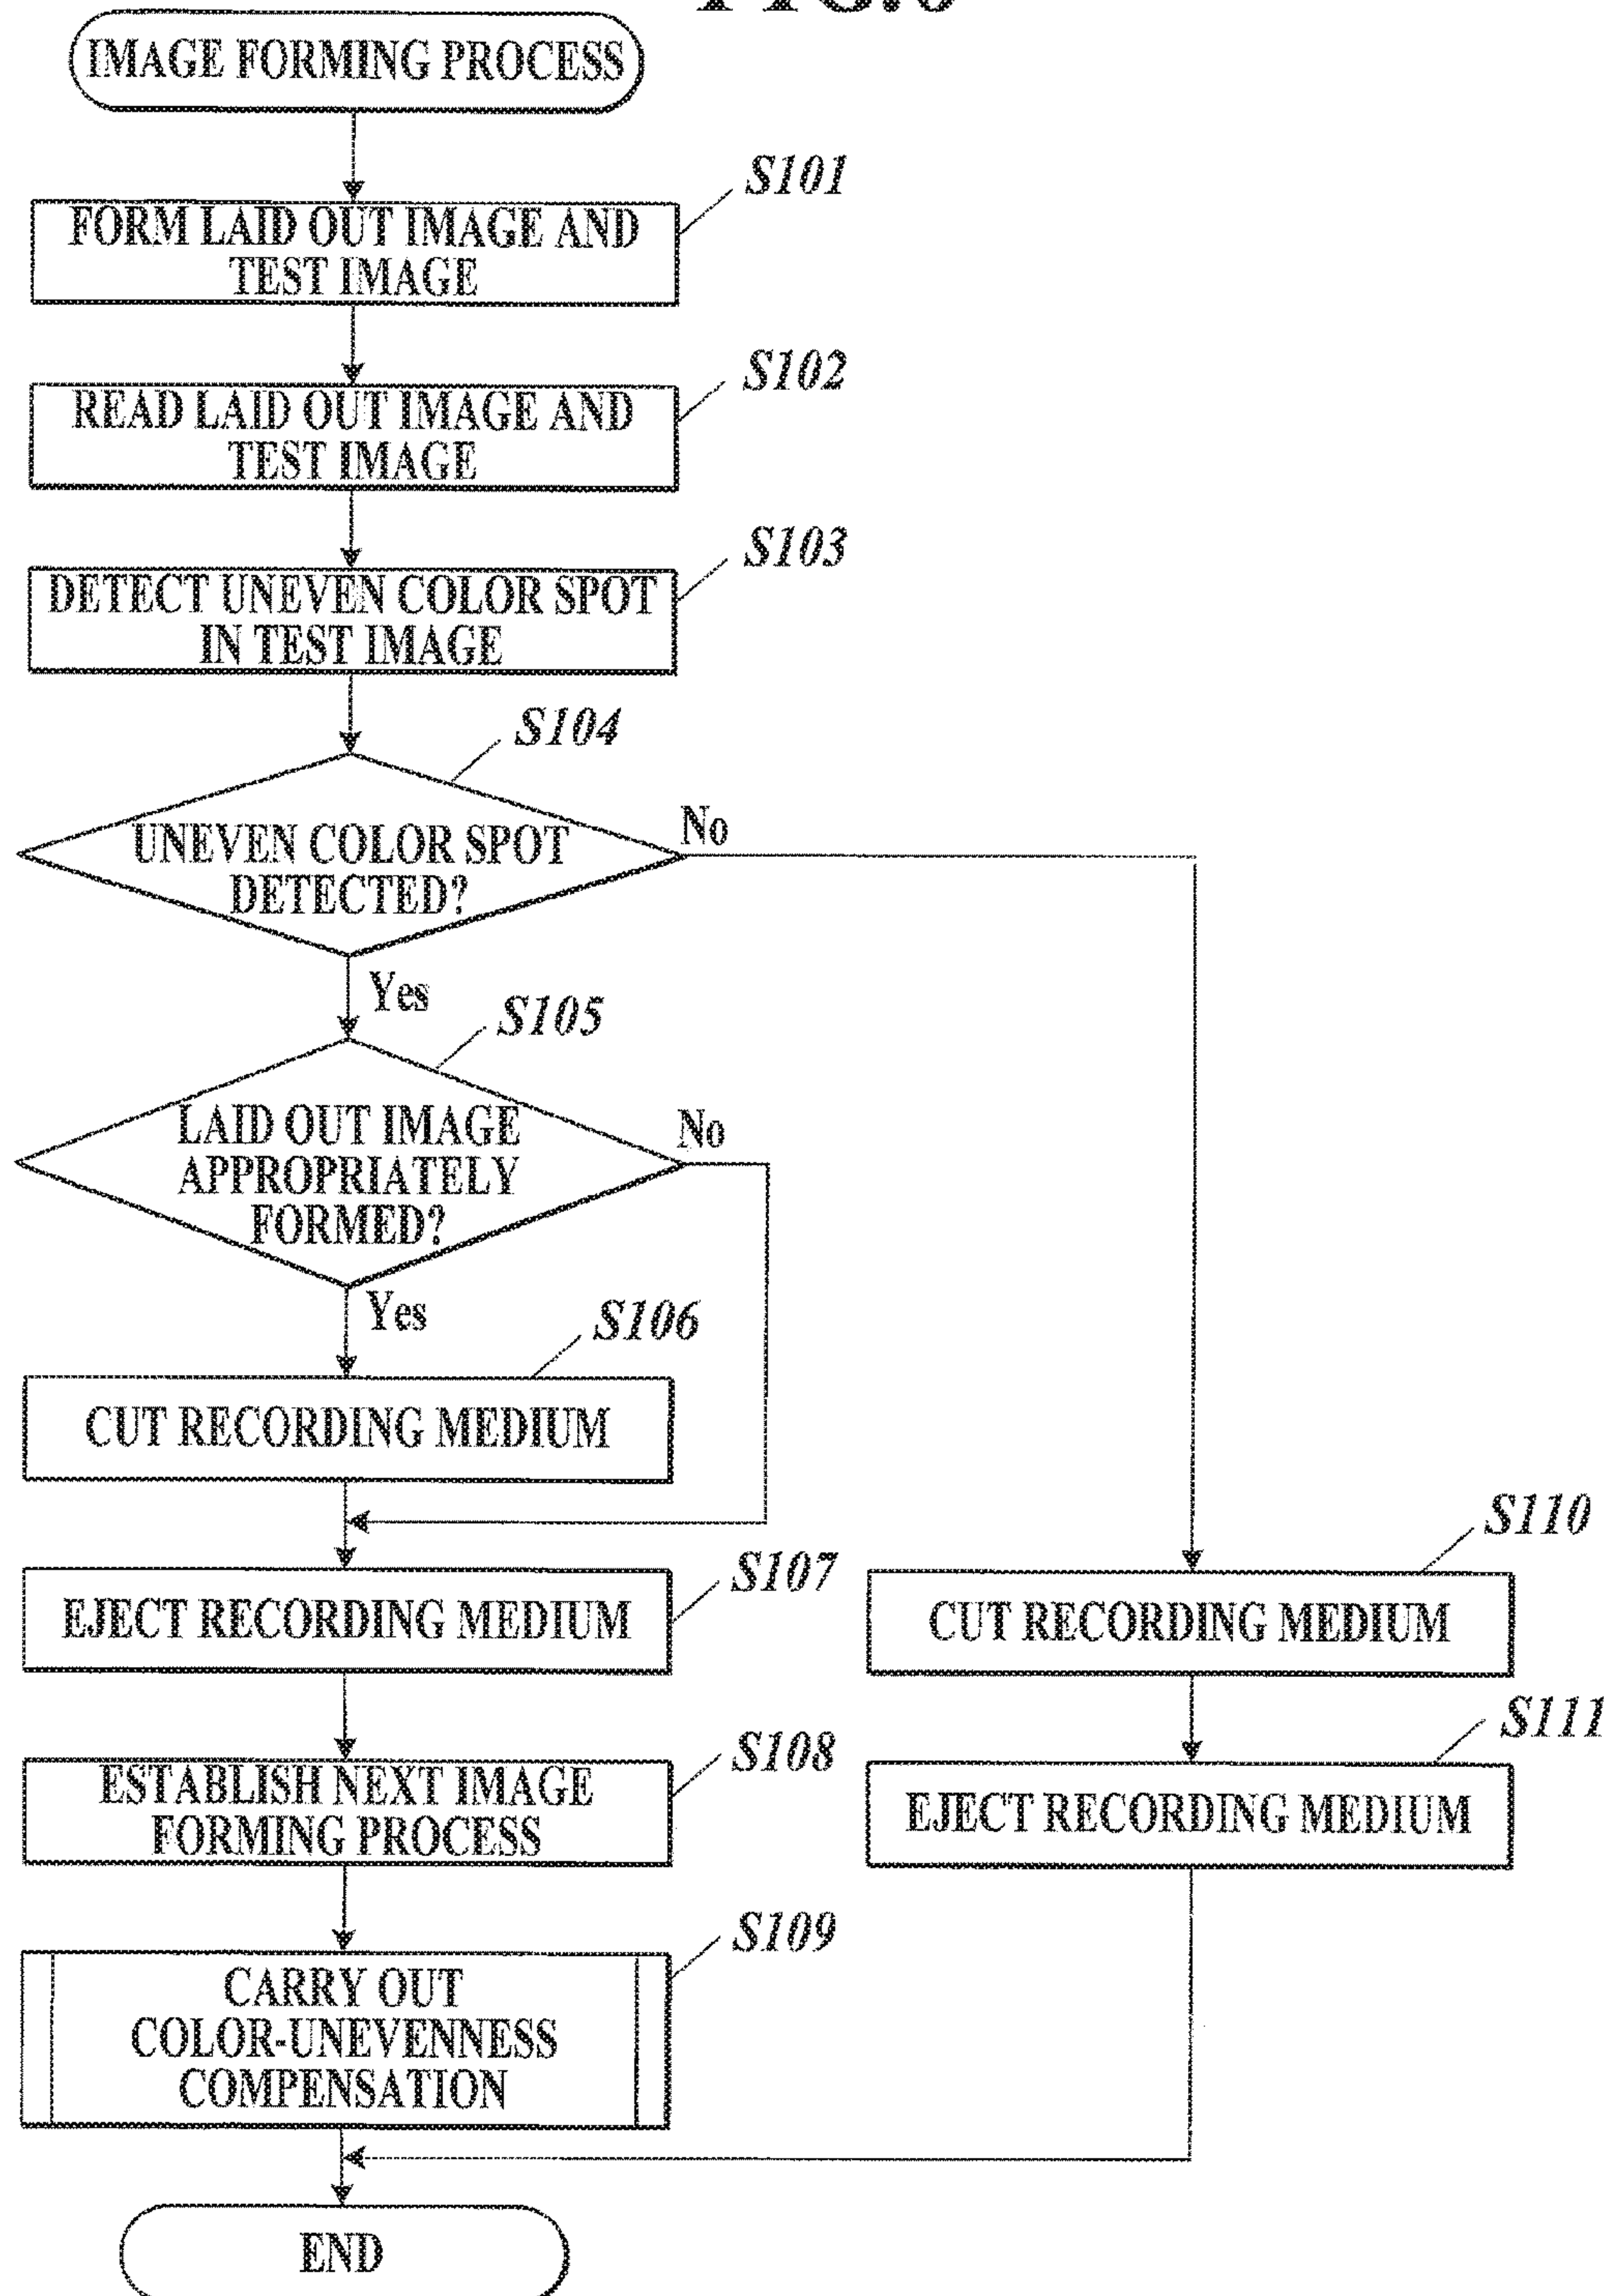 IMAGE FORMING PROCESS
S101
FORM LAID OUT IMAGE AND
TEST IMAGE
S102
READ LAID OUT IMAGE AND
TEST IMAGE
S103
DETECT UNEVEN COLOR SPOT
IN TEST IMAGE
S104
UNEVEN COLOR SPOT
DETECTED?
No
Yes
S105
LAID OUT IMAGE
APPROPRIATELY
FORMED?
No
Yes
S106
CUT RECORDING MEDIUM
S107
EJECT RECORDING MEDIUM
S108
ESTABLISH NEXT IMAGE
FORMING PROCESS
S109
CARRY OUT
COLOR-UNEVENNESS
COMPENSATION
S110
CUT RECORDING MEDIUM
S111
EJECT RECORDING MEDIUM
END